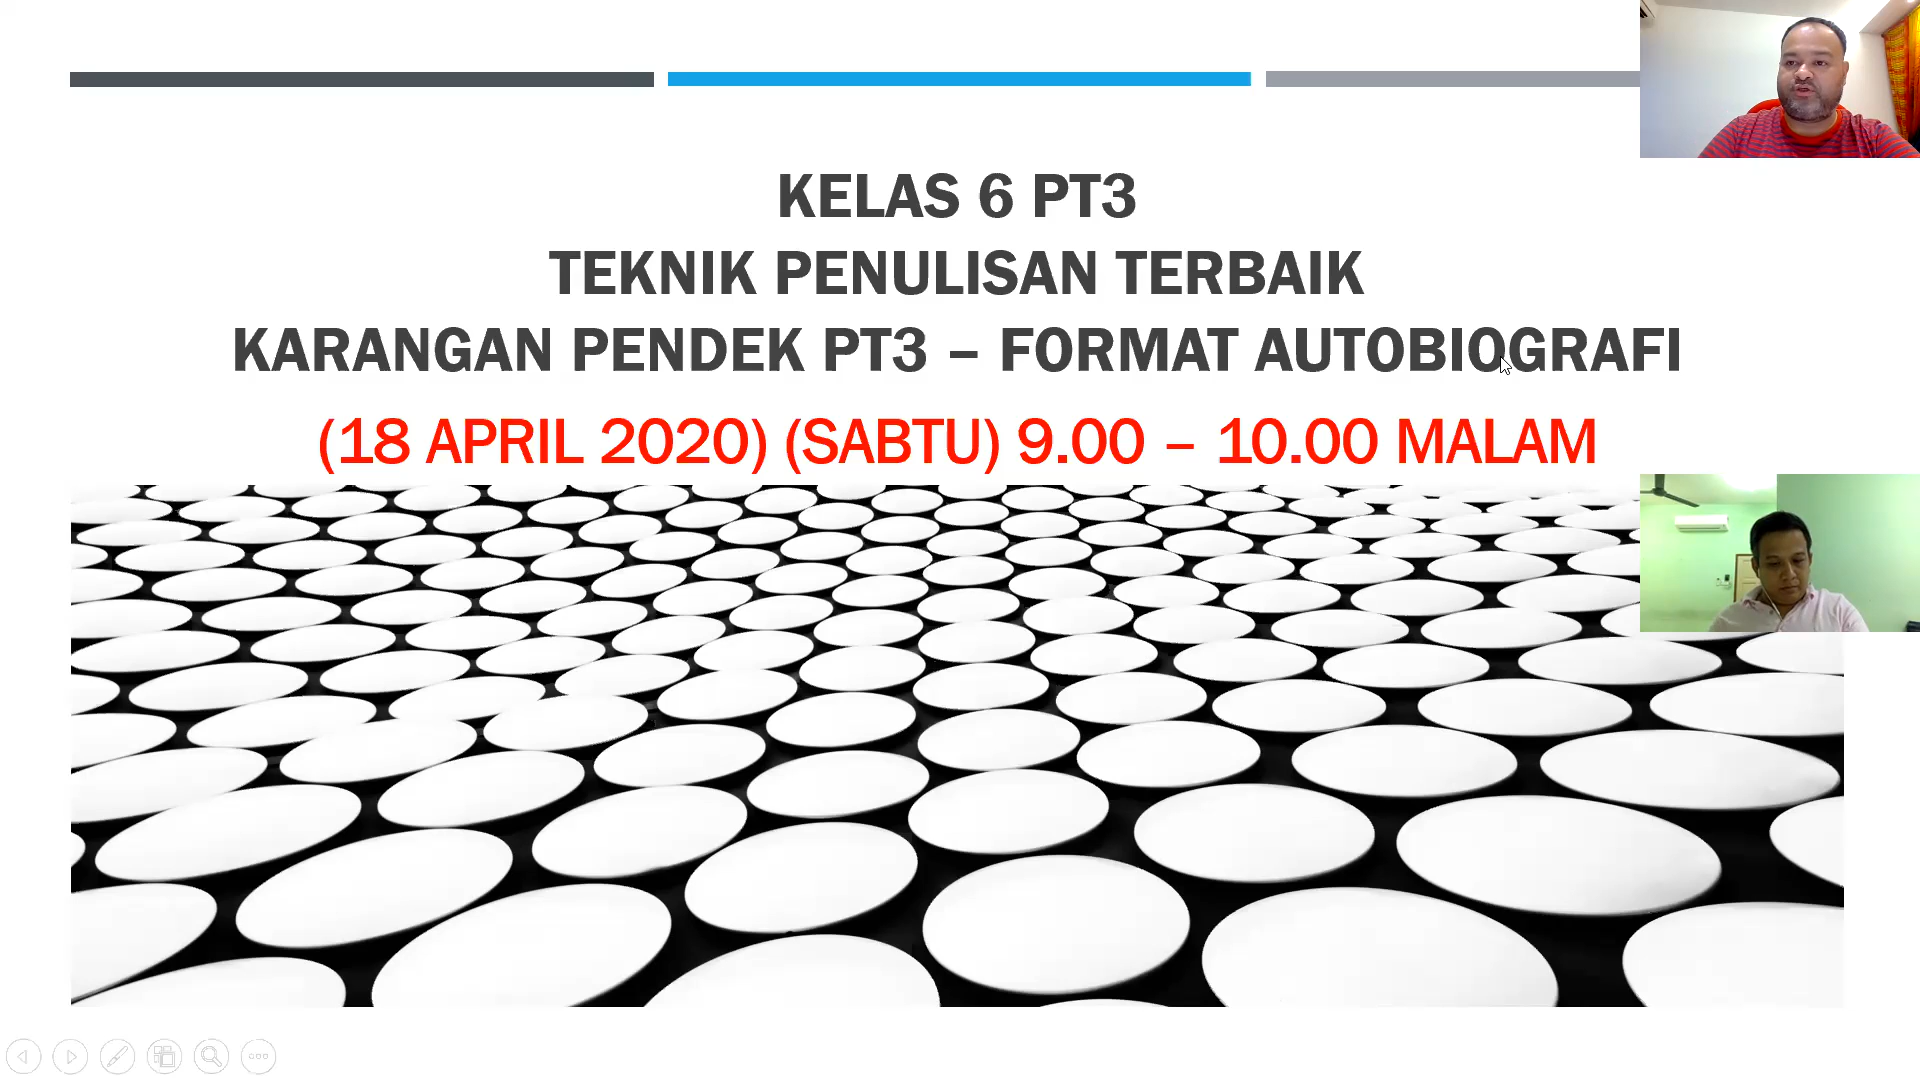 KELAS 6 PT3
TEKNIK PENULISAN TERBAIK
KARANGAN PENDEK PT3 – FORMAT AUTOBIOGRAFI
(18 APRIL 2020) (SABTU) 9.00 – 10.00 MALAM